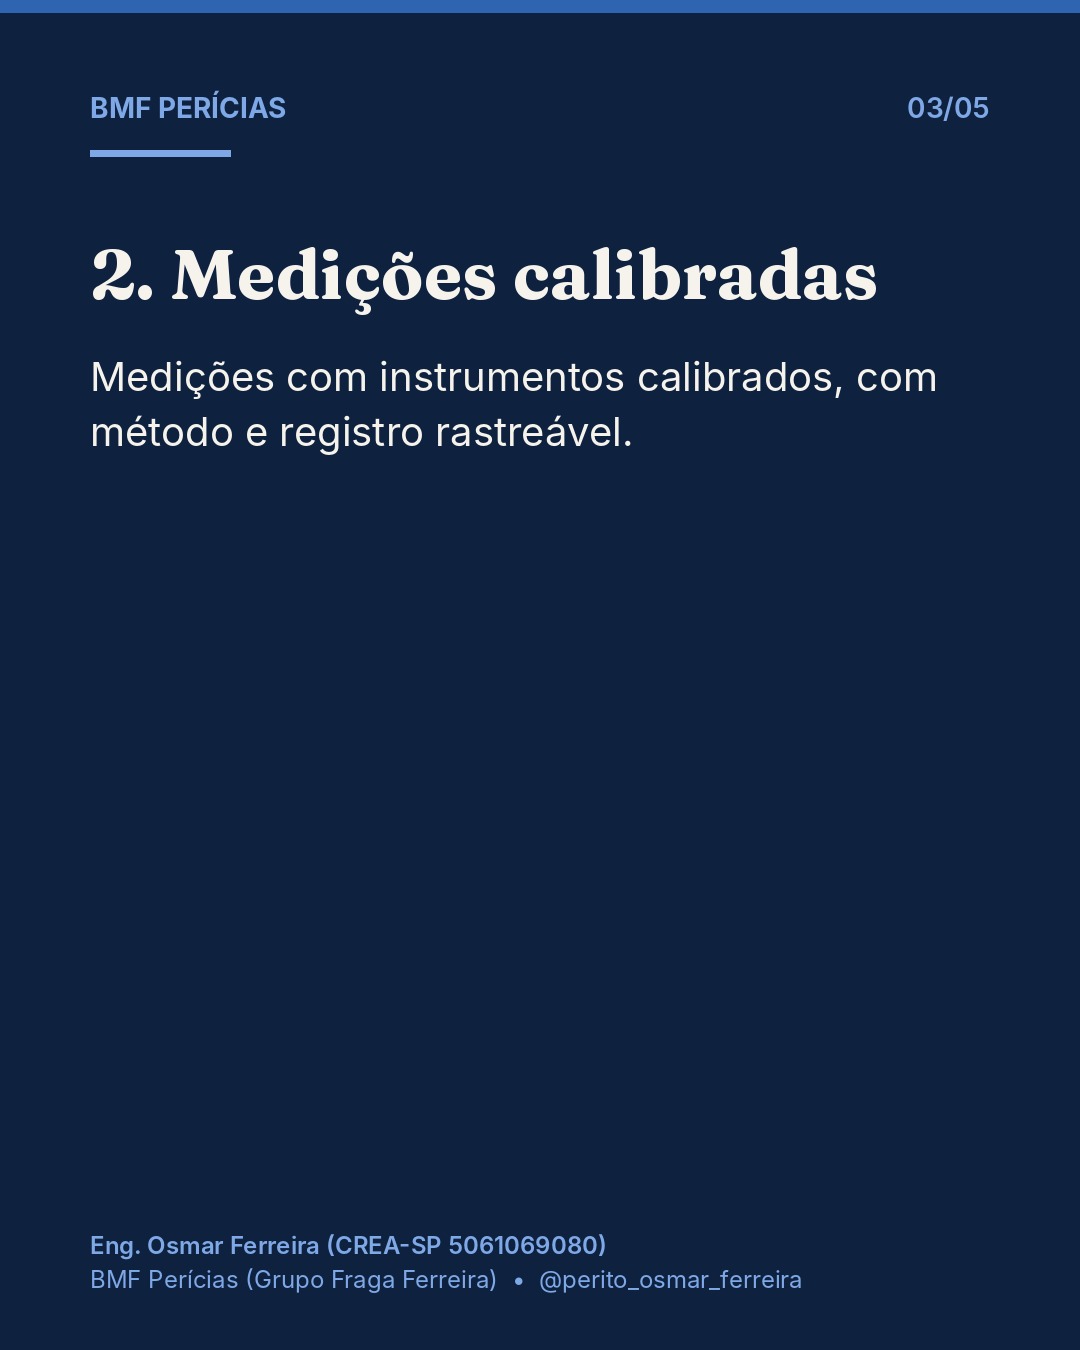 BMF PERÍCIAS
03/05
2. Medições calibradas
Medições com instrumentos calibrados, com
método e registro rastreável.
Eng. Osmar Ferreira (CREA-SP 5061069080)
BMF Perícias (Grupo Fraga Ferreira) • @perito_osmar_ferreira